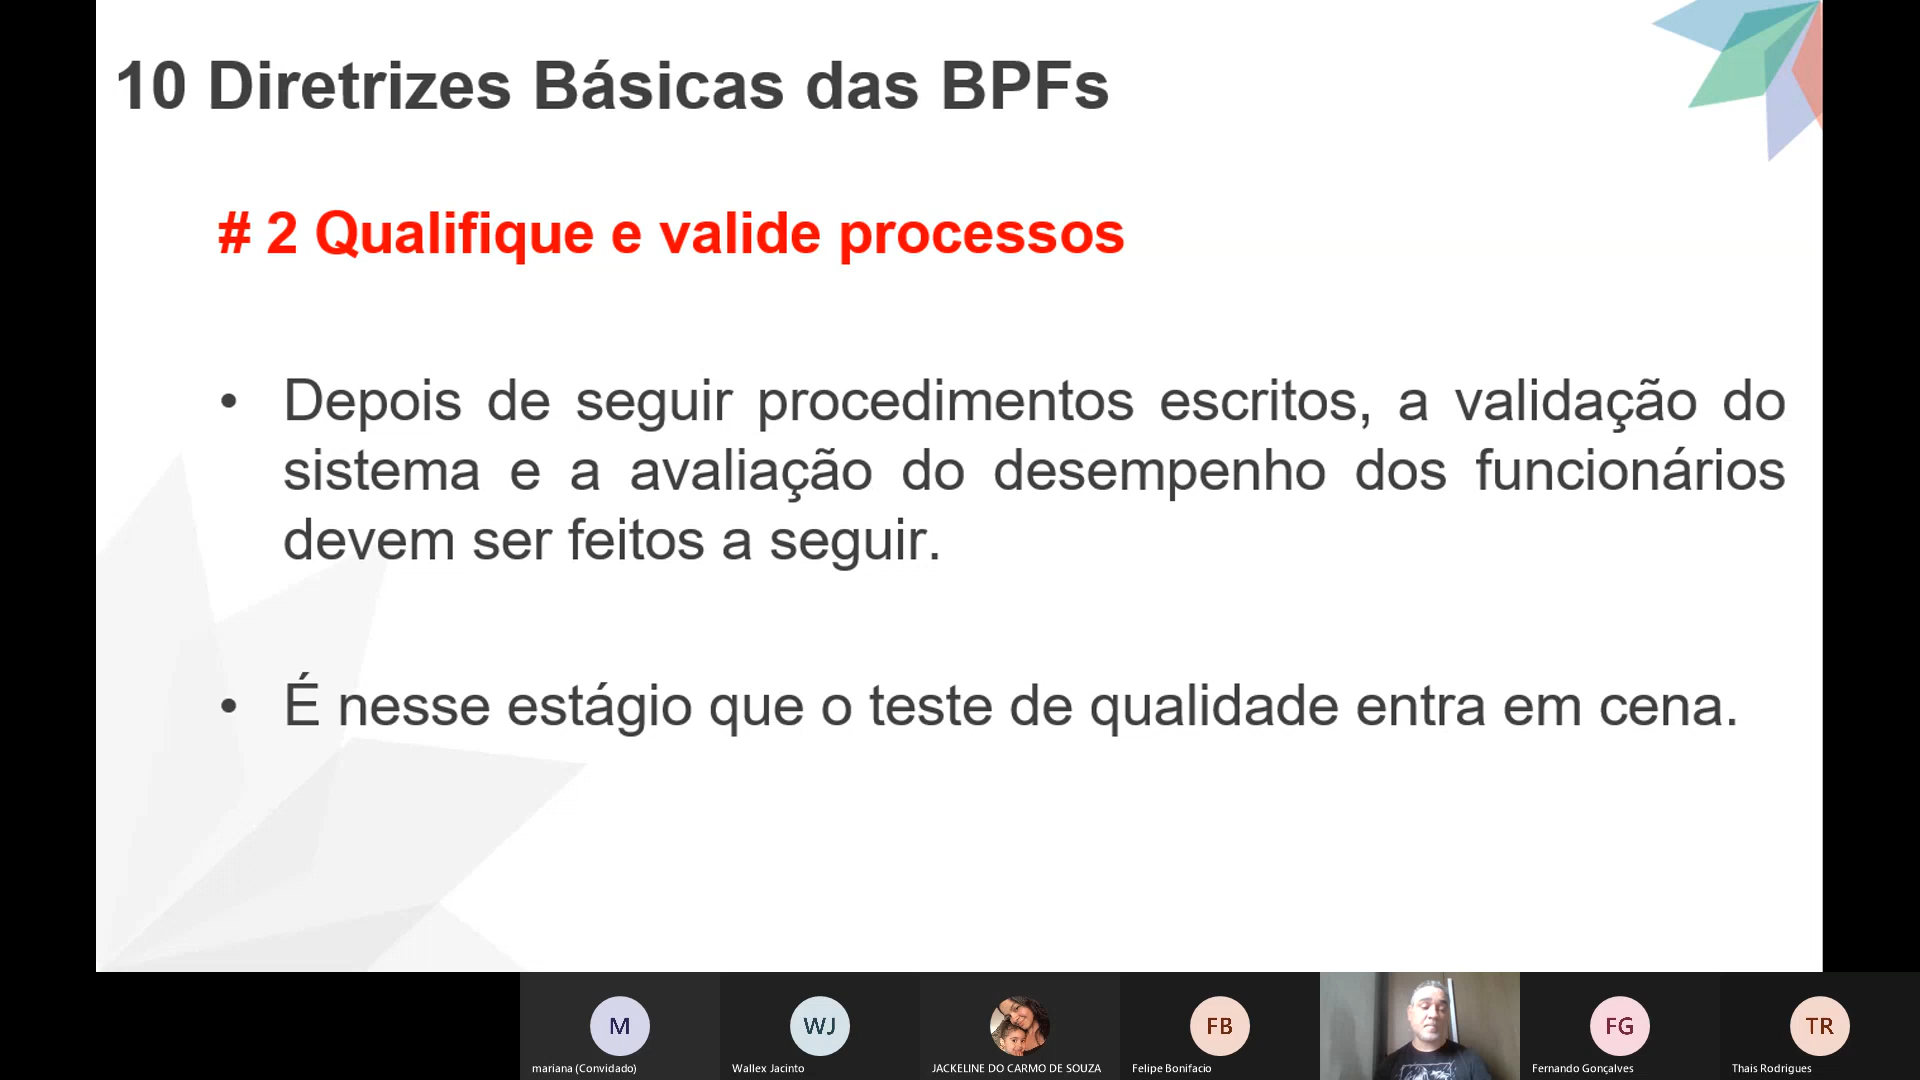 10 Diretrizes Básicas das BPFs
# 2 Qualifique e valide processos
• Depois de seguir procedimentos escritos, a validação do
sistema e a avaliação do desempenho dos funcionários
devem ser feitos a seguir.
• É nesse estágio que o teste de qualidade entra em cena.
M
WJ
FB
FG
TR
mariana (Convidado)
Wallex Jacinto
JACKELINE DO CARMO DE SOUZA
Felipe Bonifacio
Fernando Gonçalves
Thais Rodrigues